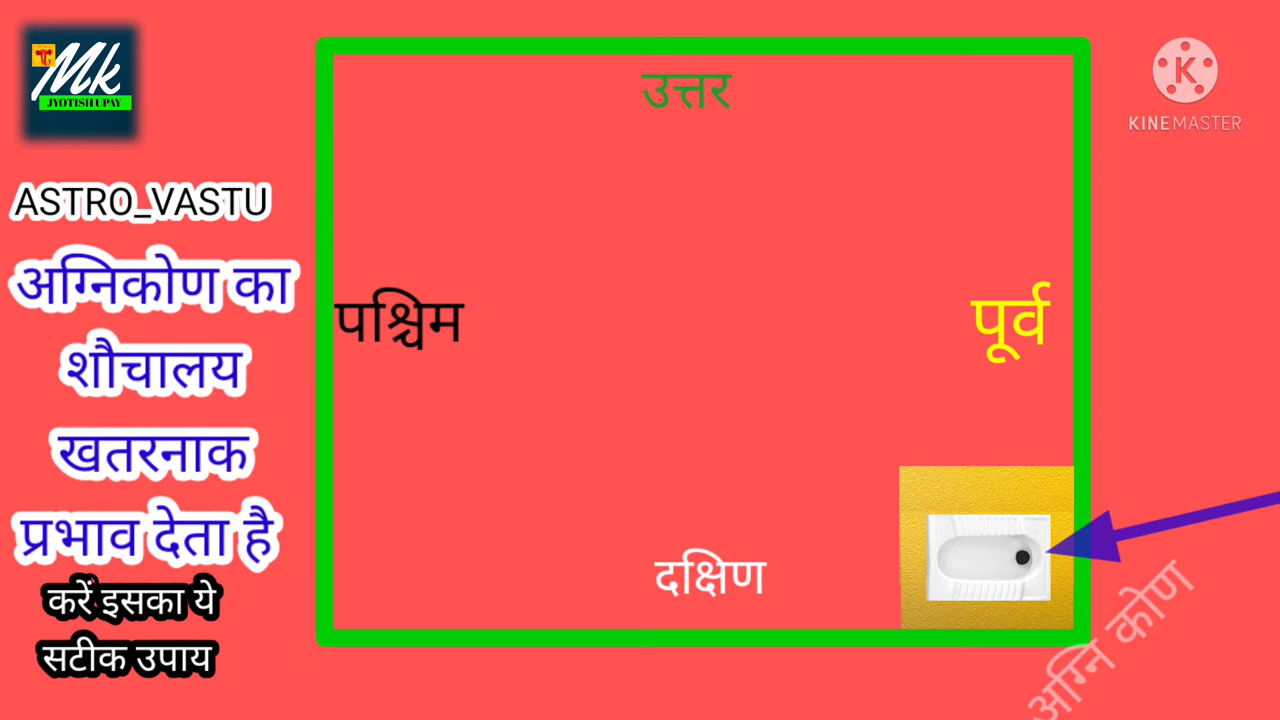 Mk
JYOTISH UPAY
ASTRO_VASTU
अग्निकोण का
शौचालय
खतरनाक
प्रभाव देता है
करें इसका ये
सटीक उपाय
उत्तर
पश्चिम
पूर्व
दक्षिण
अग्नि कोण
K
KINEMASTER